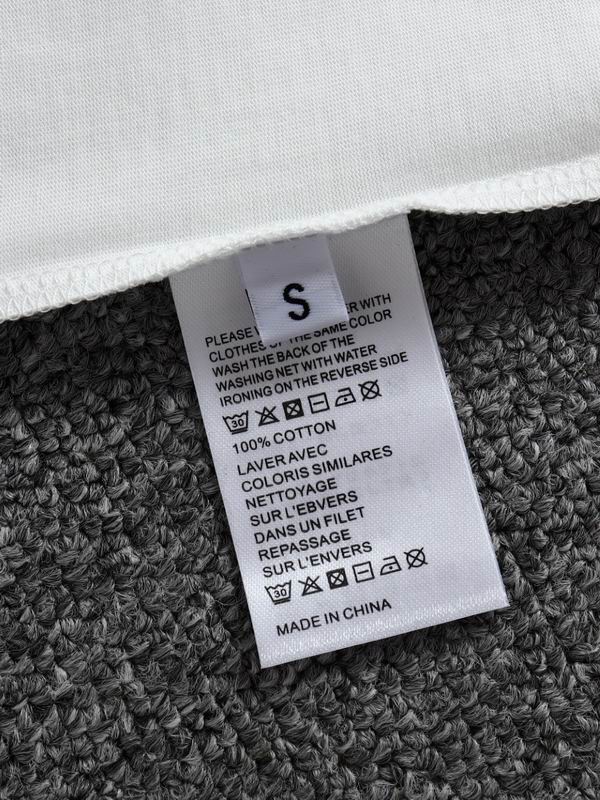 S
PLEASE
ER WITH
CLOTHES OF THE SAME COLOR
WASH THE BACK OF THE
WASHING NET WITH WATER
IRONING ON THE REVERSE SIDE
30
100% COTTON
LAVER AVEC
COLORIS SIMILARES
NETTOYAGE
SUR L'EBVERS
DANS UN FILET
REPASSAGE
SUR L'ENVERS
30
MADE IN CHINA